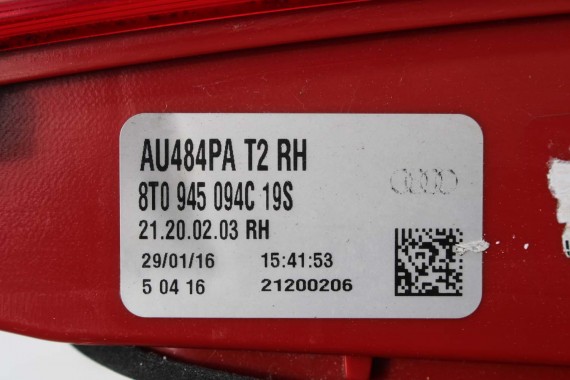 AU484PA T2 RH
8T0 945 094C 19S
21.20.02.03 RH
29/01/16 15:41:53
5 04 16 21200206